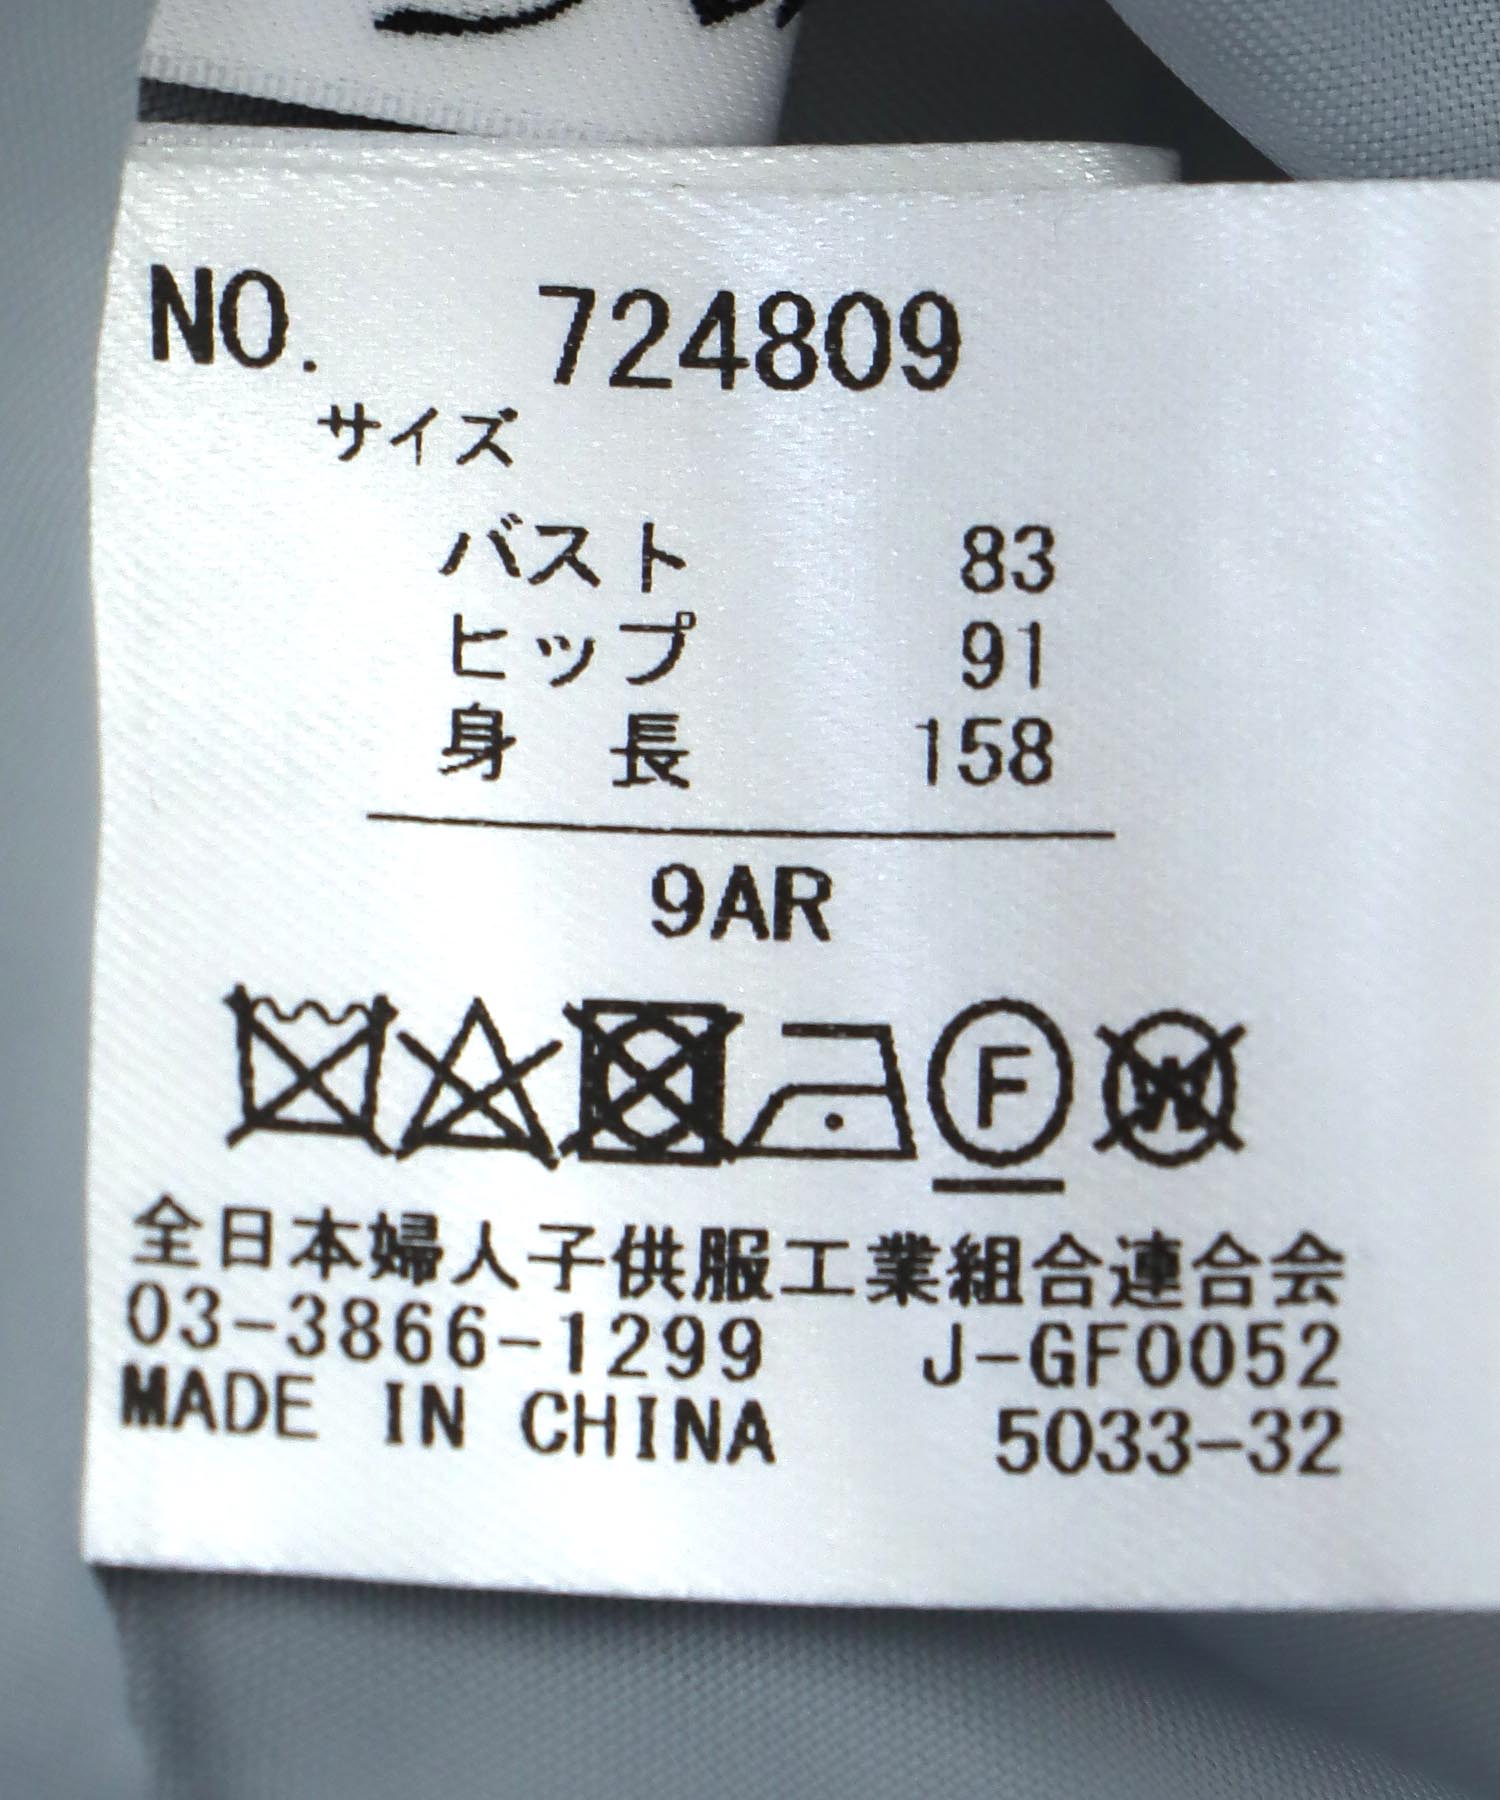 NO. 724809
サイズ
バスト 83
ヒップ 91
身長 158
9AR
F W
全日本婦人子供服工業組合連合会
03-3866-1299 J-GF0052
MADE IN CHINA 5033-32